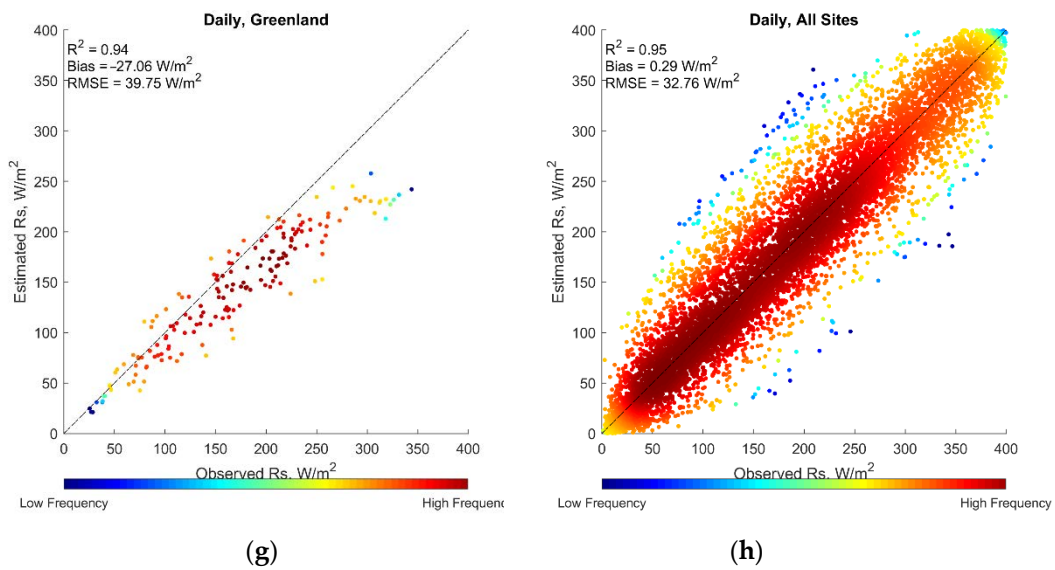 Daily, Greenland
R² = 0.94
Bias = −27.06 W/m²
RMSE = 39.75 W/m²
Estimated Rs, W/m²
400
350
300
250
200
150
100
50
0
0 50 100 150 200 250 300 350 400
Observed Rs, W/m²
Low Frequency High Frequenc
(g)
Daily, All Sites
R² = 0.95
Bias = 0.29 W/m²
RMSE = 32.76 W/m²
Estimated Rs, W/m²
400
350
300
250
200
150
100
50
0
0 50 100 150 200 250 300 350 400
Observed Rs, W/m²
Low Frequency High Frequency
(h)